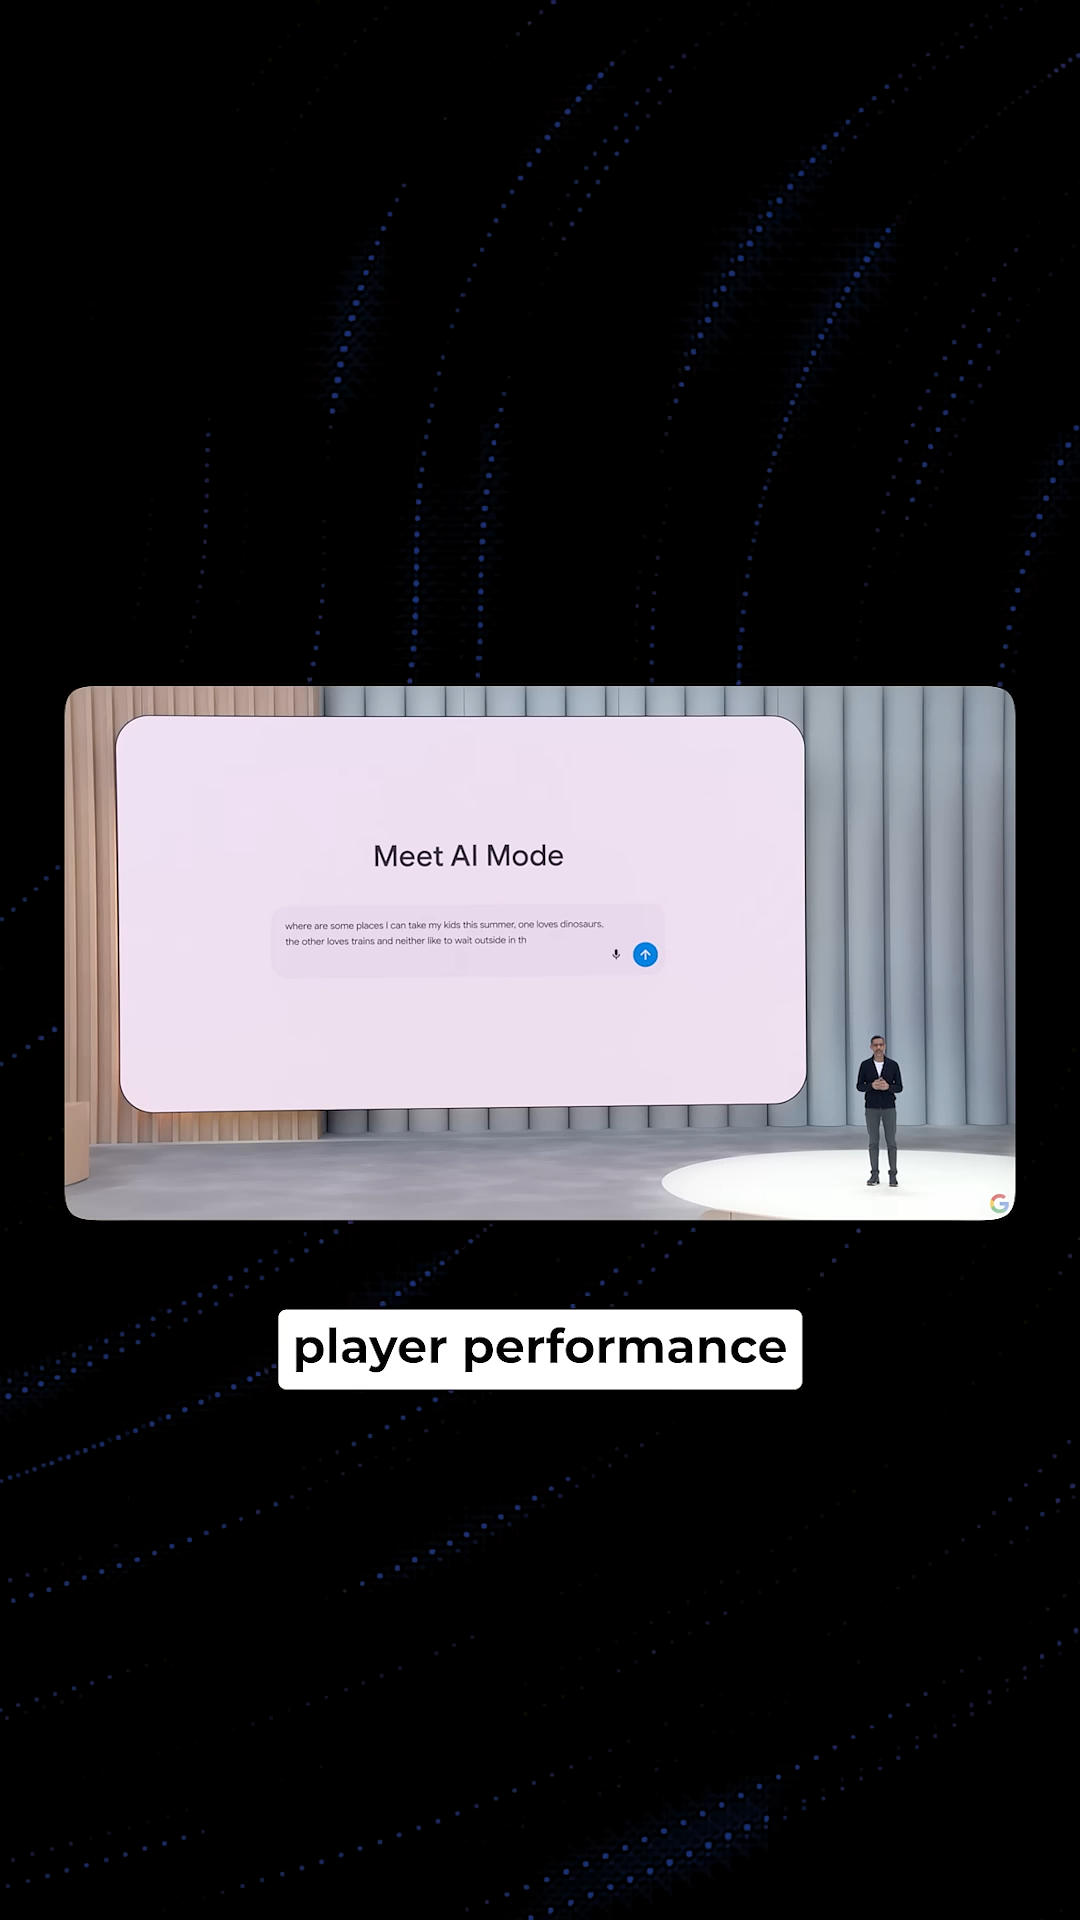 Meet AI Mode
where are some places I can take my kids this summer, one loves dinosaurs,
the other loves trains and neither like to wait outside in th
player performance